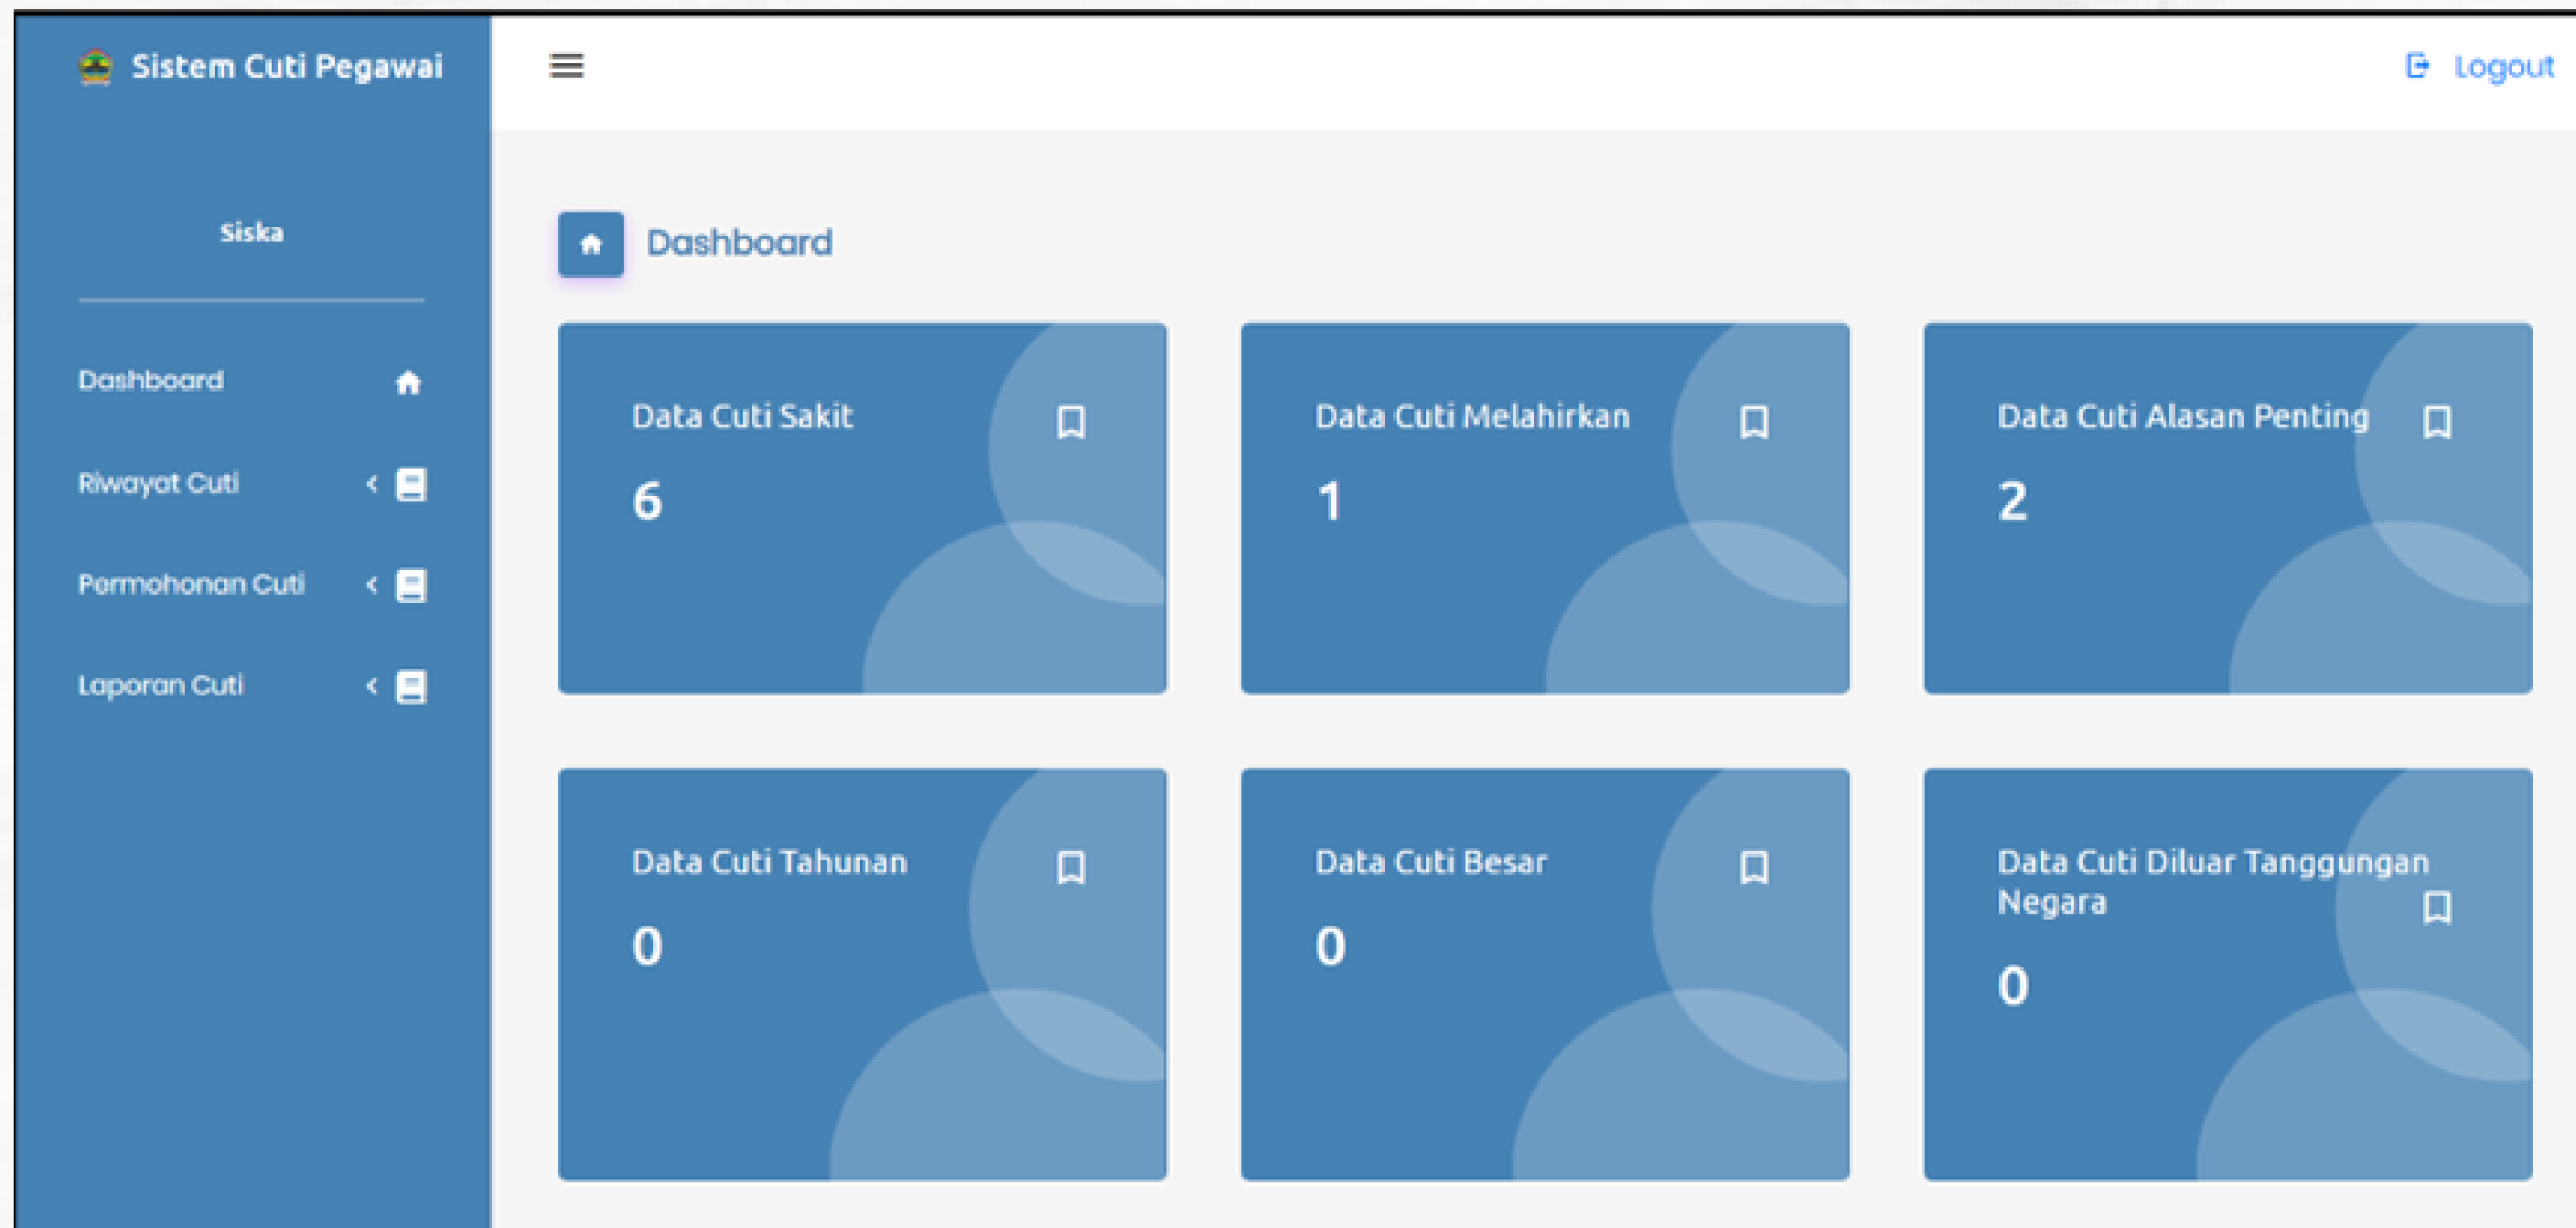 Sistem Cuti Pegawai
Logout
Siska
Dashboard
Riwayat Cuti
Permohonan Cuti
Laporan Cuti
Dashboard
Data Cuti Sakit
6
Data Cuti Melahirkan
1
Data Cuti Alasan Penting
2
Data Cuti Tahunan
0
Data Cuti Besar
0
Data Cuti Diluar Tanggungan
Negara
0